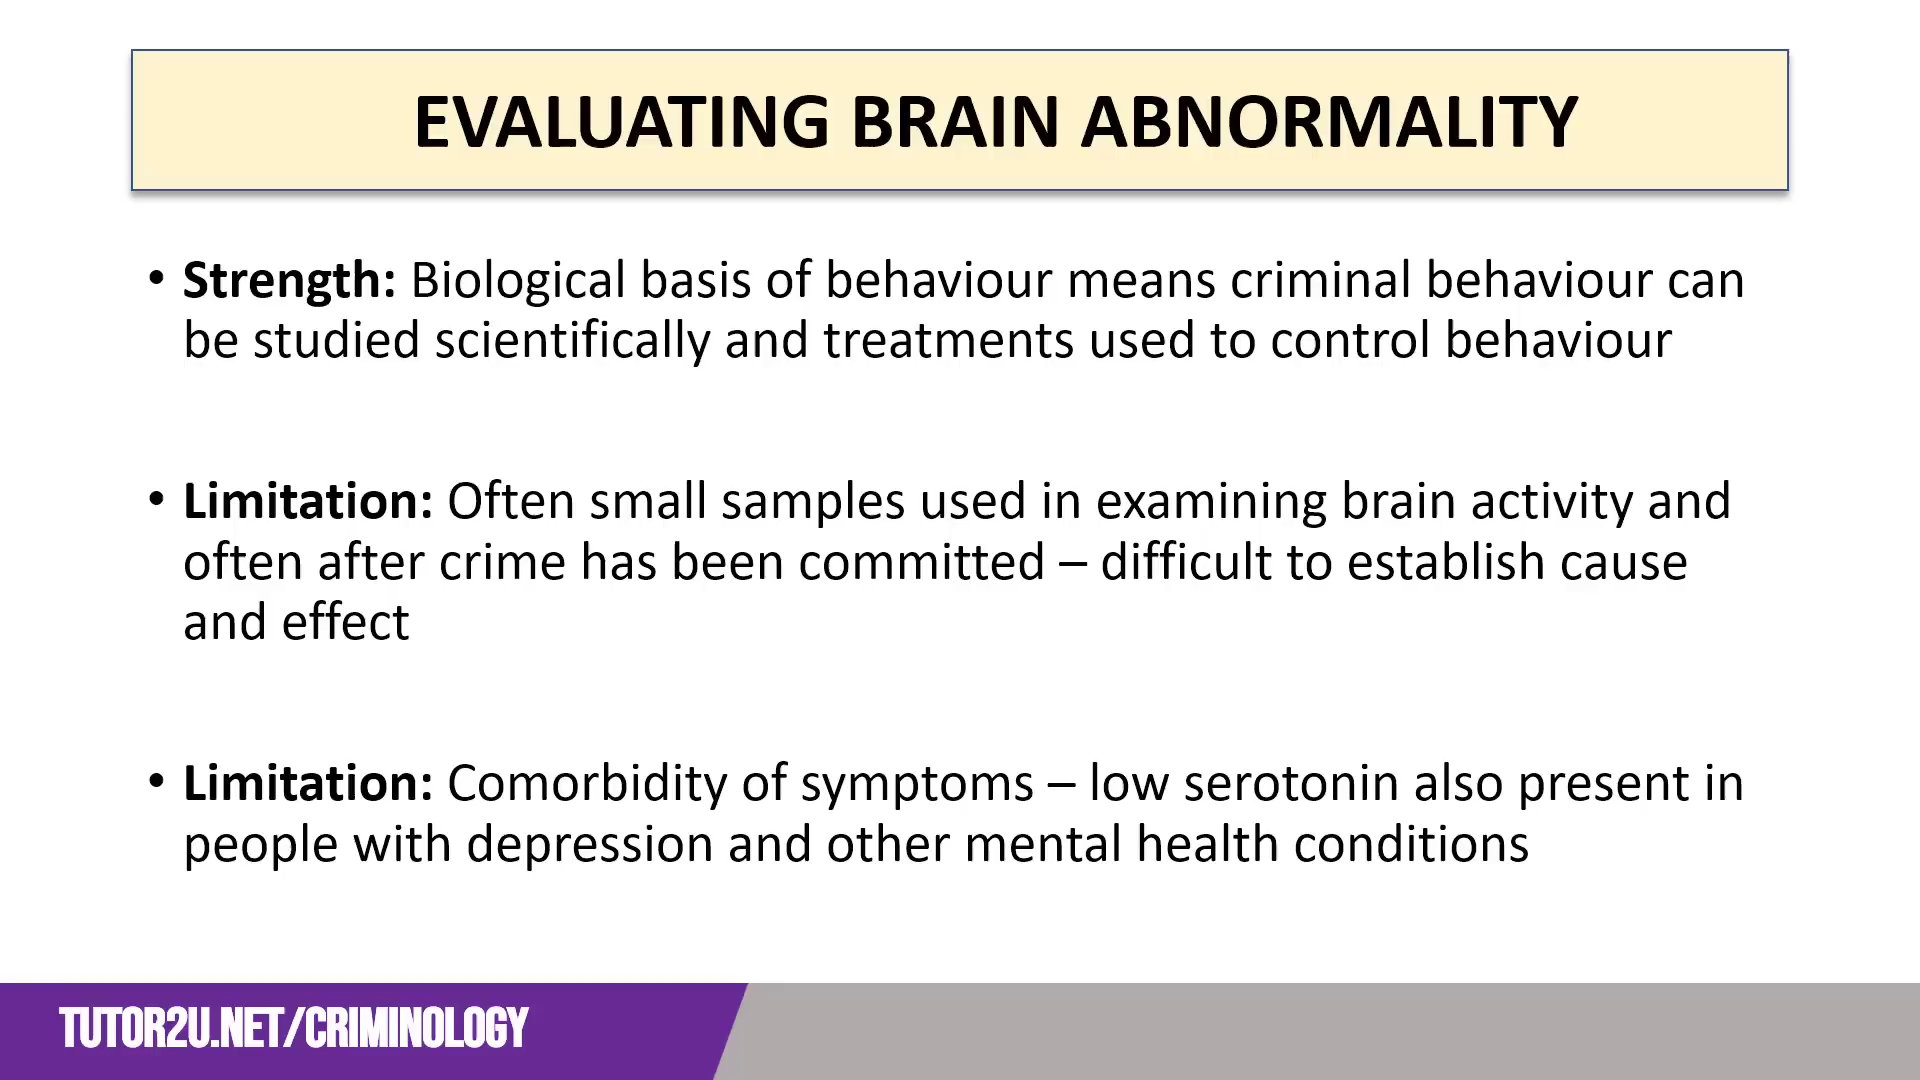 EVALUATING BRAIN ABNORMALITY
• Strength: Biological basis of behaviour means criminal behaviour can
be studied scientifically and treatments used to control behaviour
• Limitation: Often small samples used in examining brain activity and
often after crime has been committed – difficult to establish cause
and effect
• Limitation: Comorbidity of symptoms – low serotonin also present in
people with depression and other mental health conditions
TUTOR2U.NET/CRIMINOLOGY